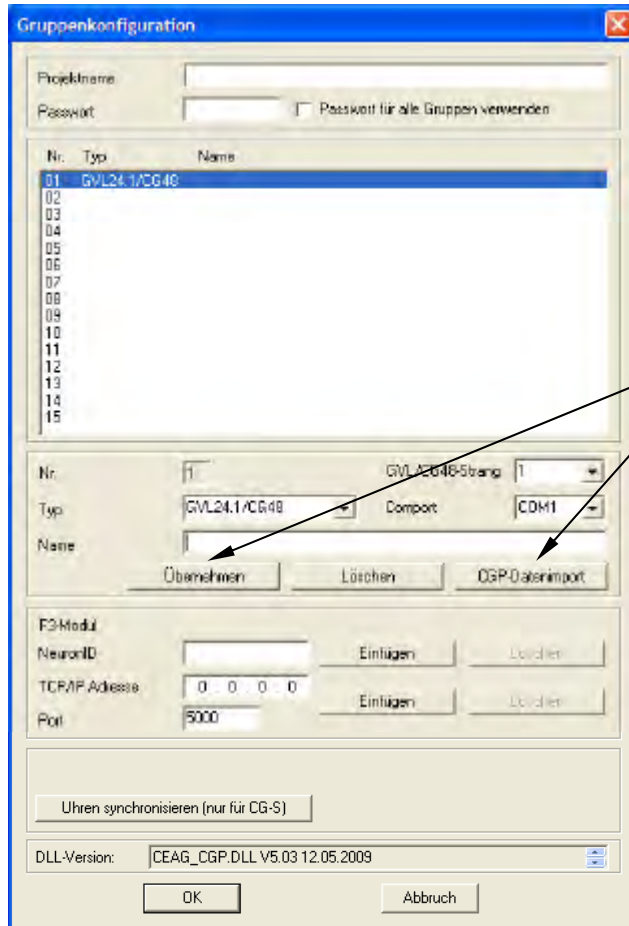 Gruppenkonfiguration
Projektname
Passwort
Passwort für alle Gruppen verwenden
Nr. Typ Name
01 GVL24.1/CG48
02
03
04
05
06
07
08
09
10
11
12
13
14
15
Nr. 1 GVL/CG48-Strang 1
Typ GVL24.1/CG48 Comport COM1
Name
Übernehmen Löschen CGP-Datenimport
F3-Modul
NeuronID Einfügen Löschen
TCP/IP Adresse 0 . 0 . 0 . 0
Einfügen Löschen
Port 5000
Uhren synchronisieren (nur für CG-S)
DLL-Version: CEAG_CGP.DLL V5.03 12.05.2009
OK Abbruch